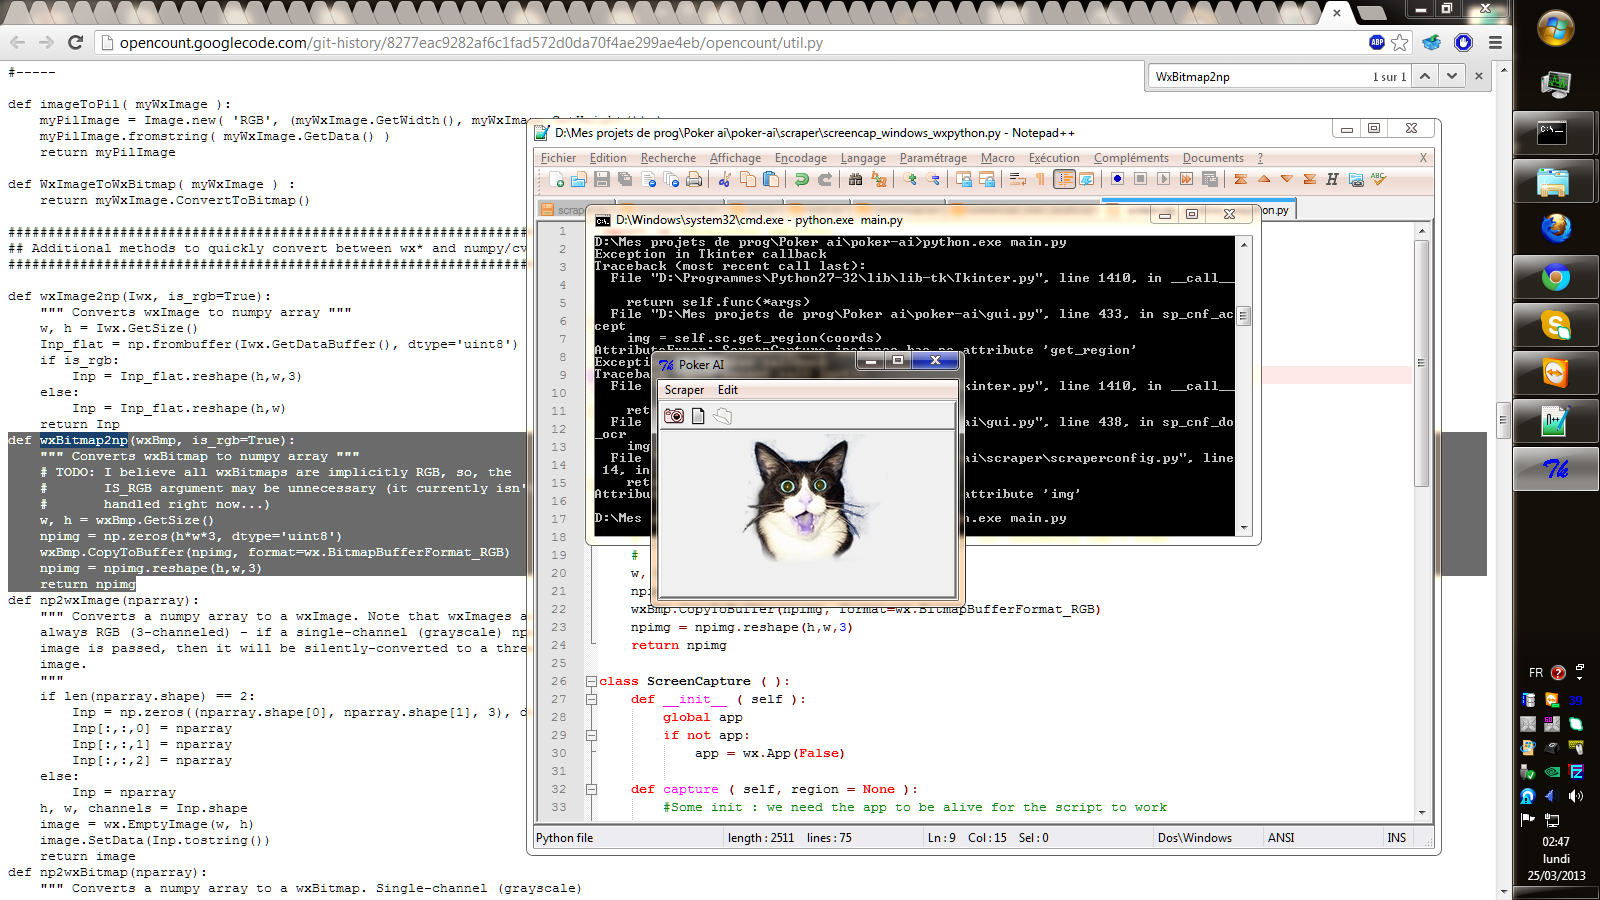 opencount.googlecode.com/git-history/8277eac9282af6c1fad572d0da70f4ae299ae4eb/opencount/util.py
ABP
WxBitmap2np
1 sur 1
#-----
def imageToPil( myWxImage ):
    myPilImage = Image.new( 'RGB', (myWxImage.GetWidth(), myWxImage.GetHeight()) )
    myPilImage.fromstring( myWxImage.GetData() )
    return myPilImage
def WxImageToWxBitmap( myWxImage ) :
    return myWxImage.ConvertToBitmap()
## Additional methods to quickly convert between wx* and numpy/cv
def wxImage2np(Iwx, is_rgb=True):
    """ Converts wxImage to numpy array """
    w, h = Iwx.GetSize()
    Inp_flat = np.frombuffer(Iwx.GetDataBuffer(), dtype='uint8')
    if is_rgb:
        Inp = Inp_flat.reshape(h,w,3)
    else:
        Inp = Inp_flat.reshape(h,w)
    return Inp
def wxBitmap2np(wxBmp, is_rgb=True):
    """ Converts wxBitmap to numpy array """
    # TODO: I believe all wxBitmaps are implicitly RGB, so, the
    #       IS_RGB argument may be unnecessary (it currently isn'
    #       handled right now...)
    w, h = wxBmp.GetSize()
    npimg = np.zeros(h*w*3, dtype='uint8')
    wxBmp.CopyToBuffer(npimg, format=wx.BitmapBufferFormat_RGB)
    npimg = npimg.reshape(h,w,3)
    return npimg
def np2wxImage(nparray):
    """ Converts a numpy array to a wxImage. Note that wxImages a
    always RGB (3-channeled) - if a single-channel (grayscale) np
    image is passed, then it will be silently-converted to a thre
    image.
    """
    if len(nparray.shape) == 2:
        Inp = np.zeros((nparray.shape[0], nparray.shape[1], 3), d
        Inp[:,:,0] = nparray
        Inp[:,:,1] = nparray
        Inp[:,:,2] = nparray
    else:
        Inp = nparray
    h, w, channels = Inp.shape
    image = wx.EmptyImage(w, h)
    image.SetData(Inp.tostring())
    return image
def np2wxBitmap(nparray):
    """ Converts a numpy array to a wxBitmap. Single-channel (grayscale)
D:\Mes projets de prog\Poker ai\poker-ai\scraper\screencap_windows_wxpython.py - Notepad++
Fichier Edition Recherche Affichage Encodage Langage Paramétrage Macro Exécution Compléments Documents ? X
scrap
on.py
D:\Windows\system32\cmd.exe - python.exe  main.py
D:\Mes projets de prog\Poker ai\poker-ai>python.exe main.py
Exception in Tkinter callback
Traceback (most recent call last):
  File "D:\Programmes\Python27-32\lib\lib-tk\Tkinter.py", line 1410, in __call__
    return self.func(*args)
  File "D:\Mes projets de prog\Poker ai\poker-ai\gui.py", line 433, in sp_cnf_ac
cept
    img = self.sc.get_region(coords)
AttributeError: ScreenCapture instance has no attribute 'get_region'
Excepti
Traceba
  File
kinter.py", line 1410, in __call__
    ret
  File
ai\gui.py", line 438, in sp_cnf_do
_ocr
    img
  File
ai\scraper\scraperconfig.py", line
 14, in
    ret
Attribu
attribute 'img'
D:\Mes
n.exe main.py
Poker AI
Scraper Edit
1
2
3
4
5
6
7
8
9
10
11
12
13
14
15
16
17
18
19 #
20 w,
21 npi
22 wxBmp.CopyToBuffer(npimg, format=wx.BitmapBufferFormat_RGB)
23 npimg = npimg.reshape(h,w,3)
24 return npimg
25
26 class ScreenCapture ( ):
27     def __init__ ( self ):
28         global app
29         if not app:
30             app = wx.App(False)
31
32     def capture ( self, region = None ):
33         #Some init : we need the app to be alive for the script to work
Python file length : 2511 lines : 75 Ln : 9 Col : 15 Sel : 0 Dos\Windows ANSI INS
FR
02:47
lundi
25/03/2013